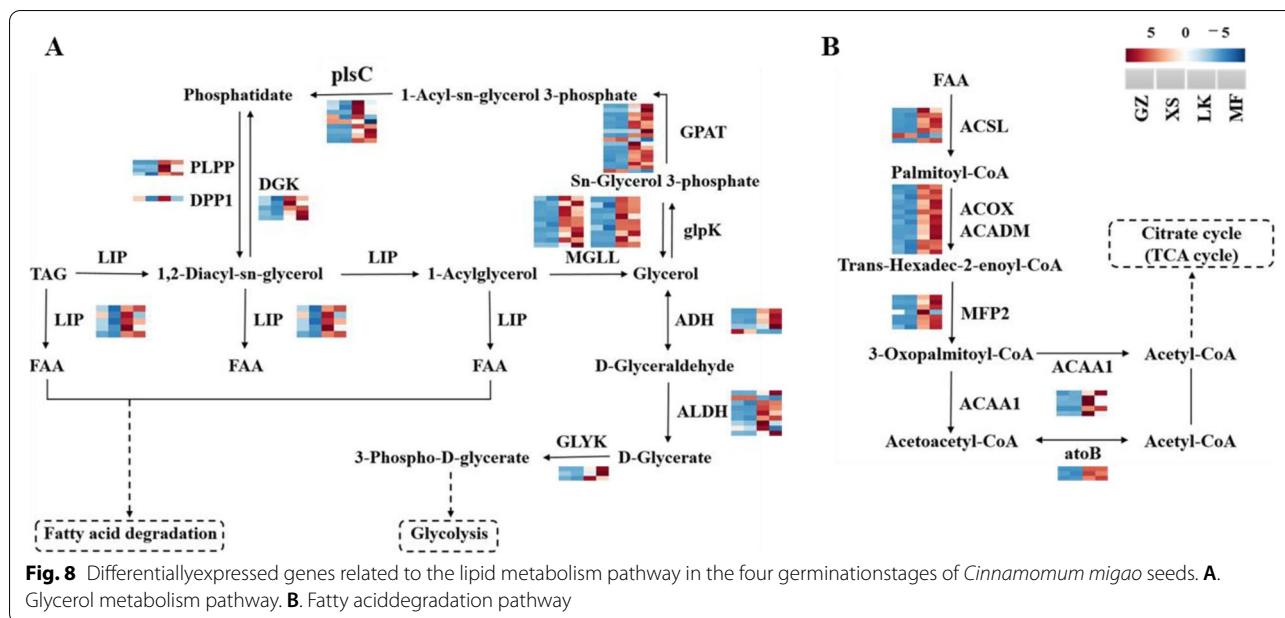 A
B
5 0 −5
GZ XS LK MF
plsC
Phosphatidate
1-Acyl-sn-glycerol 3-phosphate
GPAT
PLPP
DGK
DPP1
Sn-Glycerol 3-phosphate
glpK
LIP
LIP
MGLL
TAG
1,2-Diacyl-sn-glycerol
1-Acylglycerol
Glycerol
LIP
LIP
LIP
ADH
FAA
FAA
FAA
D-Glyceraldehyde
ALDH
GLYK
3-Phospho-D-glycerate
D-Glycerate
Fatty acid degradation
Glycolysis
FAA
ACSL
Palmitoyl-CoA
ACOX
ACADM
Citrate cycle
(TCA cycle)
Trans-Hexadec-2-enoyl-CoA
MFP2
3-Oxopalmitoyl-CoA
Acetyl-CoA
ACAA1
ACAA1
Acetoacetyl-CoA
Acetyl-CoA
atoB
Fig. 8 Differentiallyexpressed genes related to the lipid metabolism pathway in the four germinationstages of Cinnamomum migao seeds. A.
Glycerol metabolism pathway. B. Fatty aciddegradation pathway